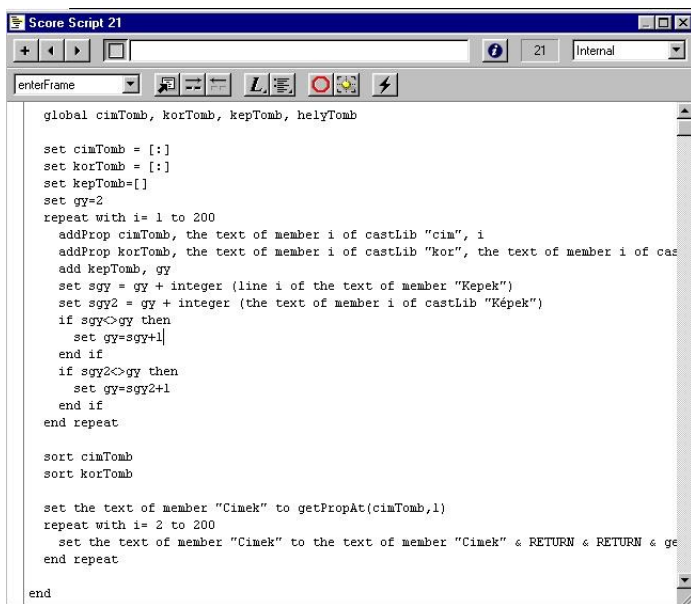 Score Script 21
21 Internal
enterFrame
global cimTomb, korTomb, kepTomb, helyTomb
set cimTomb = [:]
set korTomb = [:]
set kepTomb=[]
set gy=2
repeat with i= 1 to 200
addProp cimTomb, the text of member i of castLib "cim", i
addProp korTomb, the text of member i of castLib "kor", the text of member i of cas
add kepTomb, gy
set sgy = gy + integer (line i of the text of member "Kepek")
set sgy2 = gy + integer (the text of member i of castLib "Képek")
if sgy<>gy then
set gy=sgy+1
end if
if sgy2<>gy then
set gy=sgy2+1
end if
end repeat
sort cimTomb
sort korTomb
set the text of member "Cimek" to getPropAt(cimTomb,1)
repeat with i= 2 to 200
set the text of member "Cimek" to the text of member "Cimek" & RETURN & RETURN & ge
end repeat
end